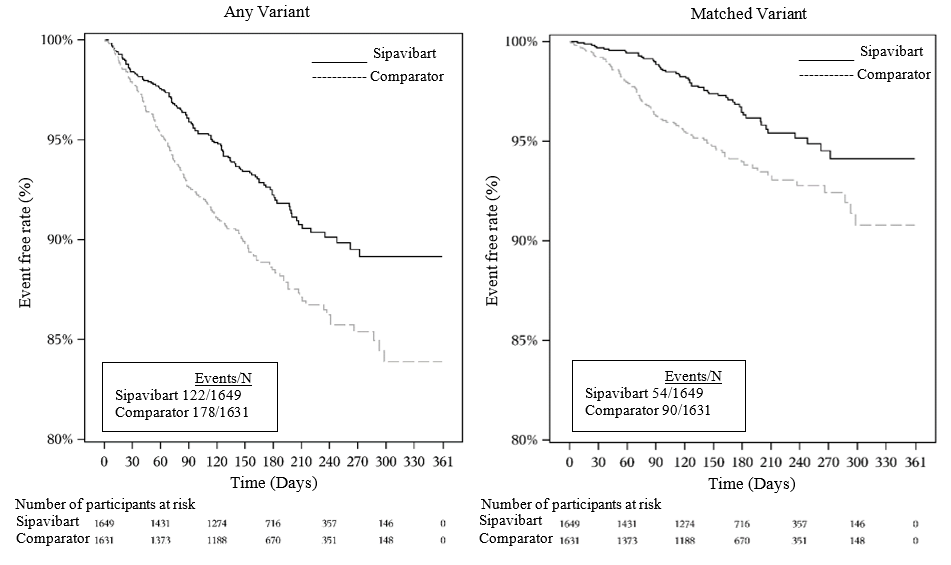 Any Variant
100%
95%
90%
85%
80%
Event free rate (%)
Sipavibart
Comparator
Events/N
Sipavibart 122/1649
Comparator 178/1631
0 30 60 90 120 150 180 210 240 270 300 330 361
Time (Days)
Number of participants at risk
Sipavibart 1649 1431 1274 716 357 146 0
Comparator 1631 1373 1188 670 351 148 0
Matched Variant
100%
95%
90%
85%
80%
Event free rate (%)
Sipavibart
Comparator
Events/N
Sipavibart 54/1649
Comparator 90/1631
0 30 60 90 120 150 180 210 240 270 300 330 361
Time (Days)
Number of participants at risk
Sipavibart 1649 1431 1274 716 357 146 0
Comparator 1631 1373 1188 670 351 148 0